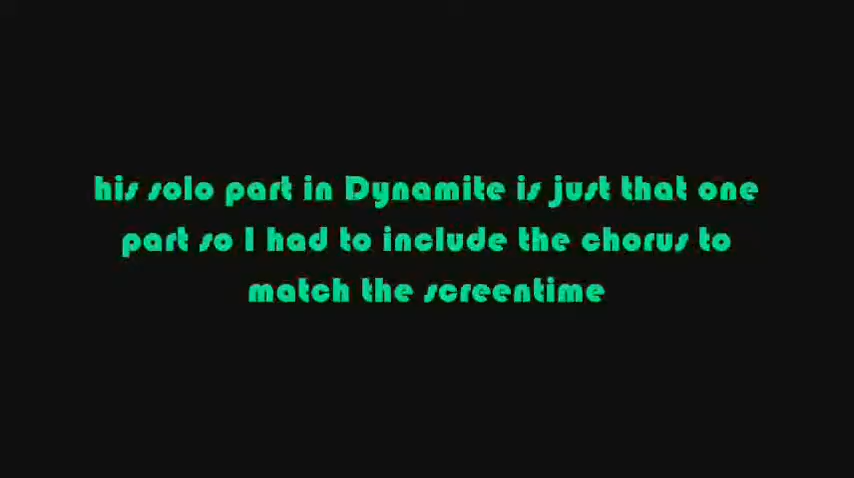 his solo part in Dynamite is just that one
part so I had to include the chorus to
match the screentime